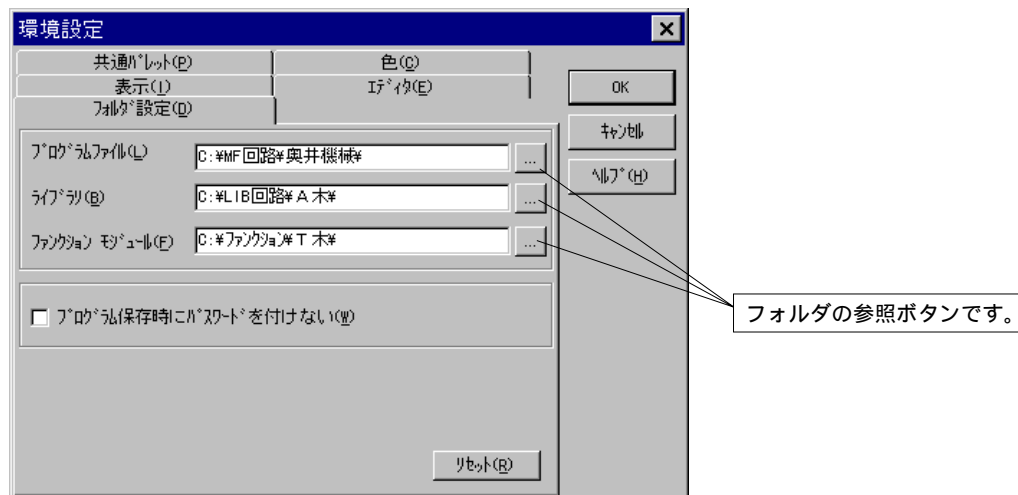 環境設定
共通ﾊﾟﾚｯﾄ(P) 色(C)
表示(I) ｴﾃﾞｨﾀ(E)
ﾌｫﾙﾀﾞ設定(D)
OK
ｷｬﾝｾﾙ
ﾍﾙﾌﾟ(H)
ﾌﾟﾛｸﾞﾗﾑﾌｧｲﾙ(L) C:¥MF回路¥奥井機械¥ ...
ﾗｲﾌﾞﾗﾘ(B) C:¥LIB回路¥Ａ木¥ ...
ﾌｧﾝｸｼｮﾝ ﾓｼﾞｭｰﾙ(F) C:¥ﾌｧﾝｸｼｮﾝ¥Ｔ木¥ ...
フォルダの参照ボタンです。
ﾌﾟﾛｸﾞﾗﾑ保存時にﾊﾟｽﾜｰﾄﾞを付けない(W)
ﾘｾｯﾄ(R)